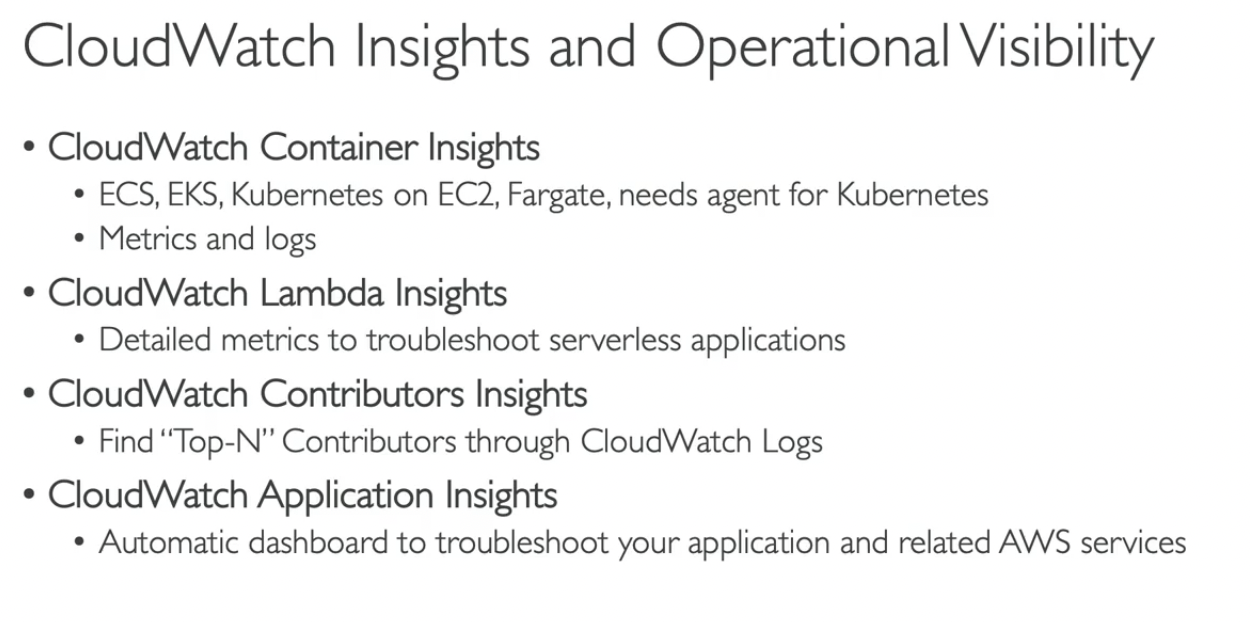 CloudWatch Insights and Operational Visibility
• CloudWatch Container Insights
• ECS, EKS, Kubernetes on EC2, Fargate, needs agent for Kubernetes
• Metrics and logs
• CloudWatch Lambda Insights
• Detailed metrics to troubleshoot serverless applications
• CloudWatch Contributors Insights
• Find “Top-N” Contributors through CloudWatch Logs
• CloudWatch Application Insights
• Automatic dashboard to troubleshoot your application and related AWS services